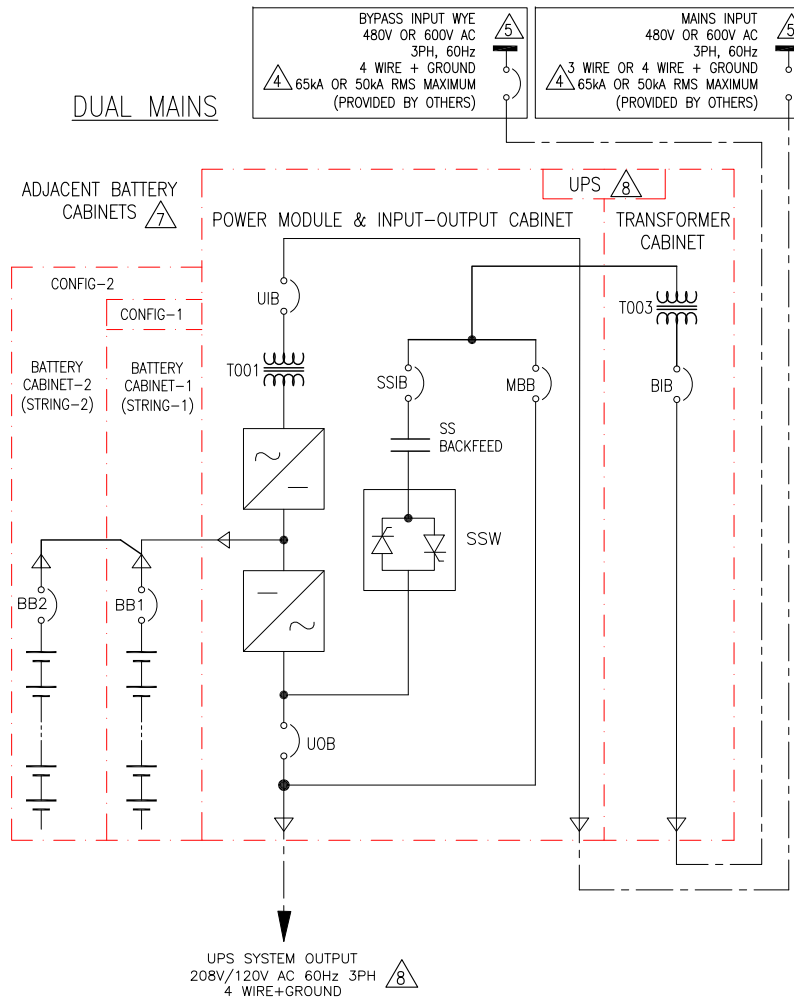 BYPASS INPUT WYE
480V OR 600V AC
3PH, 60Hz
4 WIRE + GROUND
65kA OR 50kA RMS MAXIMUM
(PROVIDED BY OTHERS)
5
4
MAINS INPUT
480V OR 600V AC
3PH, 60Hz
3 WIRE OR 4 WIRE + GROUND
65kA OR 50kA RMS MAXIMUM
(PROVIDED BY OTHERS)
5
4
DUAL MAINS
ADJACENT BATTERY
CABINETS 7
UPS 8
POWER MODULE & INPUT-OUTPUT CABINET
TRANSFORMER
CABINET
CONFIG-2
CONFIG-1
BATTERY
CABINET-2
(STRING-2)
BATTERY
CABINET-1
(STRING-1)
UIB
T001
T003
SSIB
MBB
BIB
SS
BACKFEED
SSW
BB2
BB1
UOB
UPS SYSTEM OUTPUT
208V/120V AC 60Hz 3PH
4 WIRE+GROUND
8